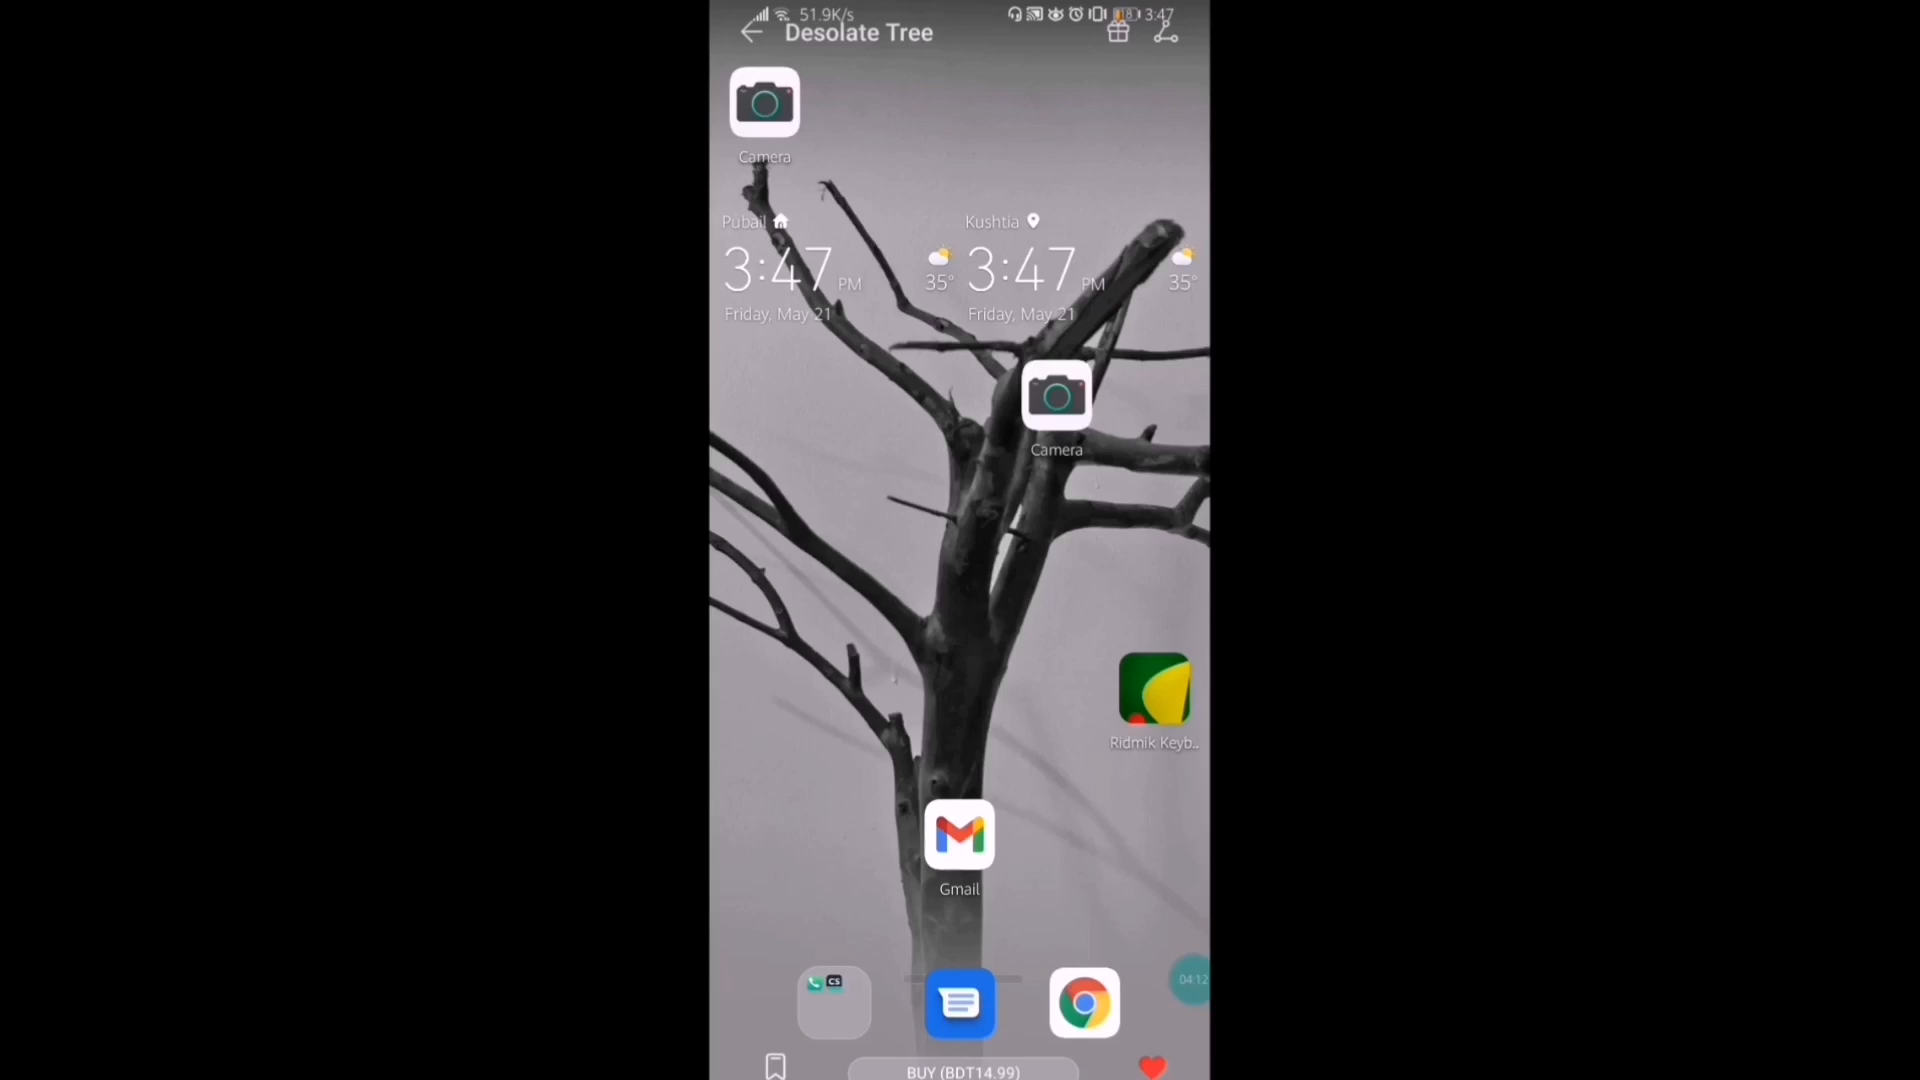 51.9K/s
18
3:47
Desolate Tree
Camera
Pubail
Kushtia
3:47 PM
35°
3:47 PM
35°
Friday, May 21
Friday, May 21
Camera
Ridmik Keyb..
Gmail
CS
04:12
BUY (BDT14.99)